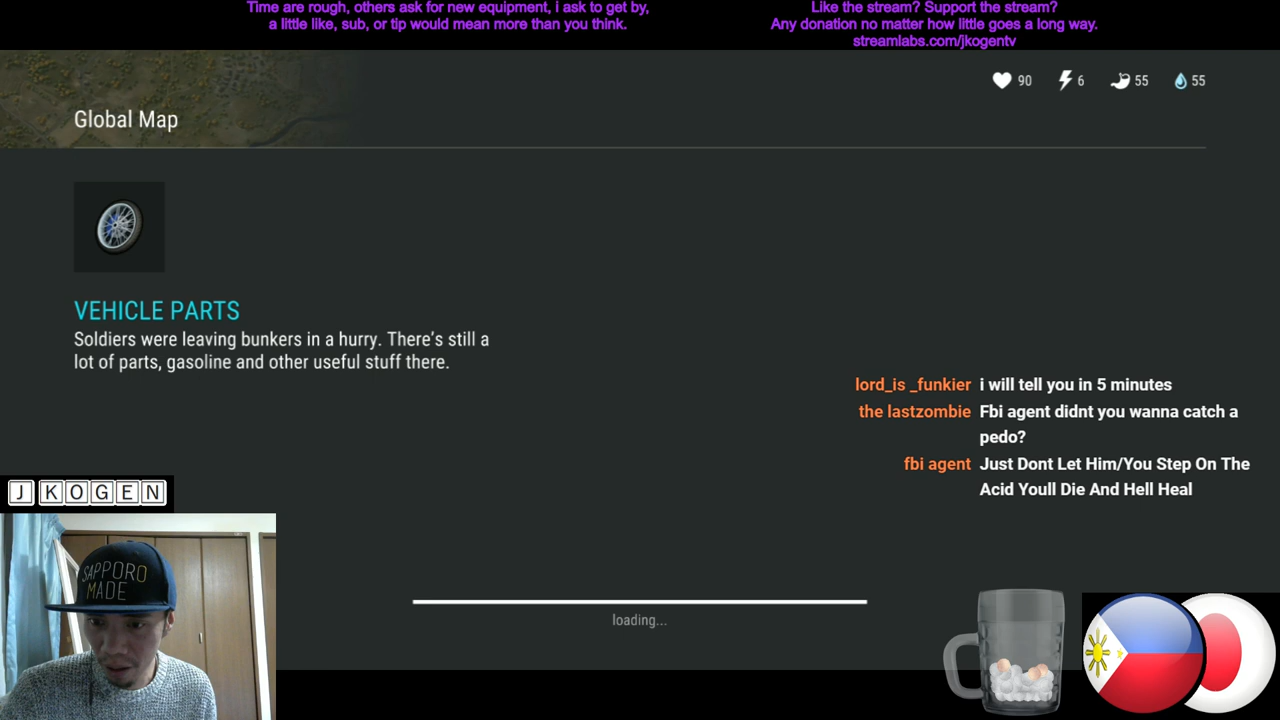 Time are rough, others ask for new equipment, i ask to get by,
a little like, sub, or tip would mean more than you think.
Like the stream? Support the stream?
Any donation no matter how little goes a long way.
streamlabs.com/jkogentv
90
6
55
55
Global Map
VEHICLE PARTS
Soldiers were leaving bunkers in a hurry. There's still a
lot of parts, gasoline and other useful stuff there.
lord_is _funkier i will tell you in 5 minutes
the lastzombie Fbi agent didnt you wanna catch a
pedo?
fbi agent Just Dont Let Him/You Step On The
Acid Youll Die And Hell Heal
J KOGEN
SAPPORO
MADE
loading...